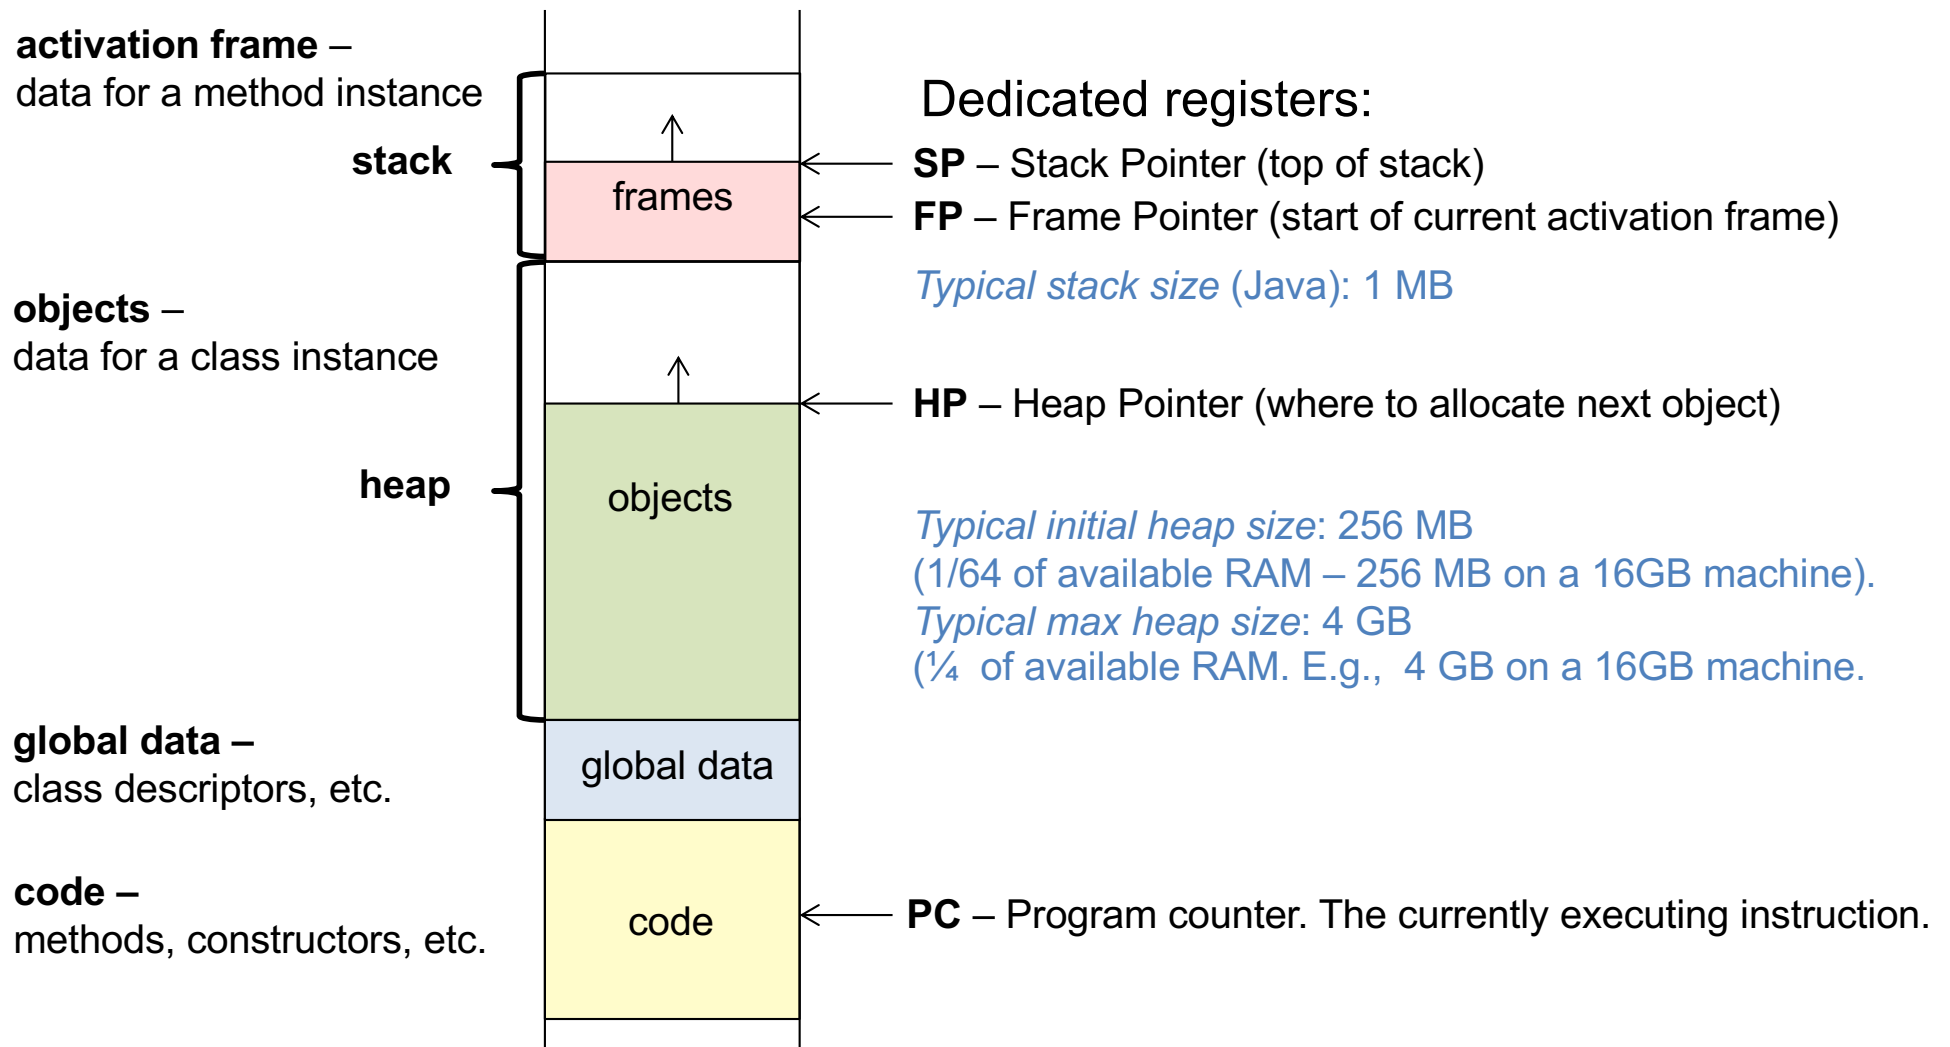 activation frame –
data for a method instance
stack
objects –
data for a class instance
heap
global data –
class descriptors, etc.
code –
methods, constructors, etc.
frames
objects
global data
code
Dedicated registers:
SP – Stack Pointer (top of stack)
FP – Frame Pointer (start of current activation frame)
Typical stack size (Java): 1 MB
HP – Heap Pointer (where to allocate next object)
Typical initial heap size: 256 MB
(1/64 of available RAM – 256 MB on a 16GB machine).
Typical max heap size: 4 GB
(¼ of available RAM. E.g., 4 GB on a 16GB machine.
PC – Program counter. The currently executing instruction.